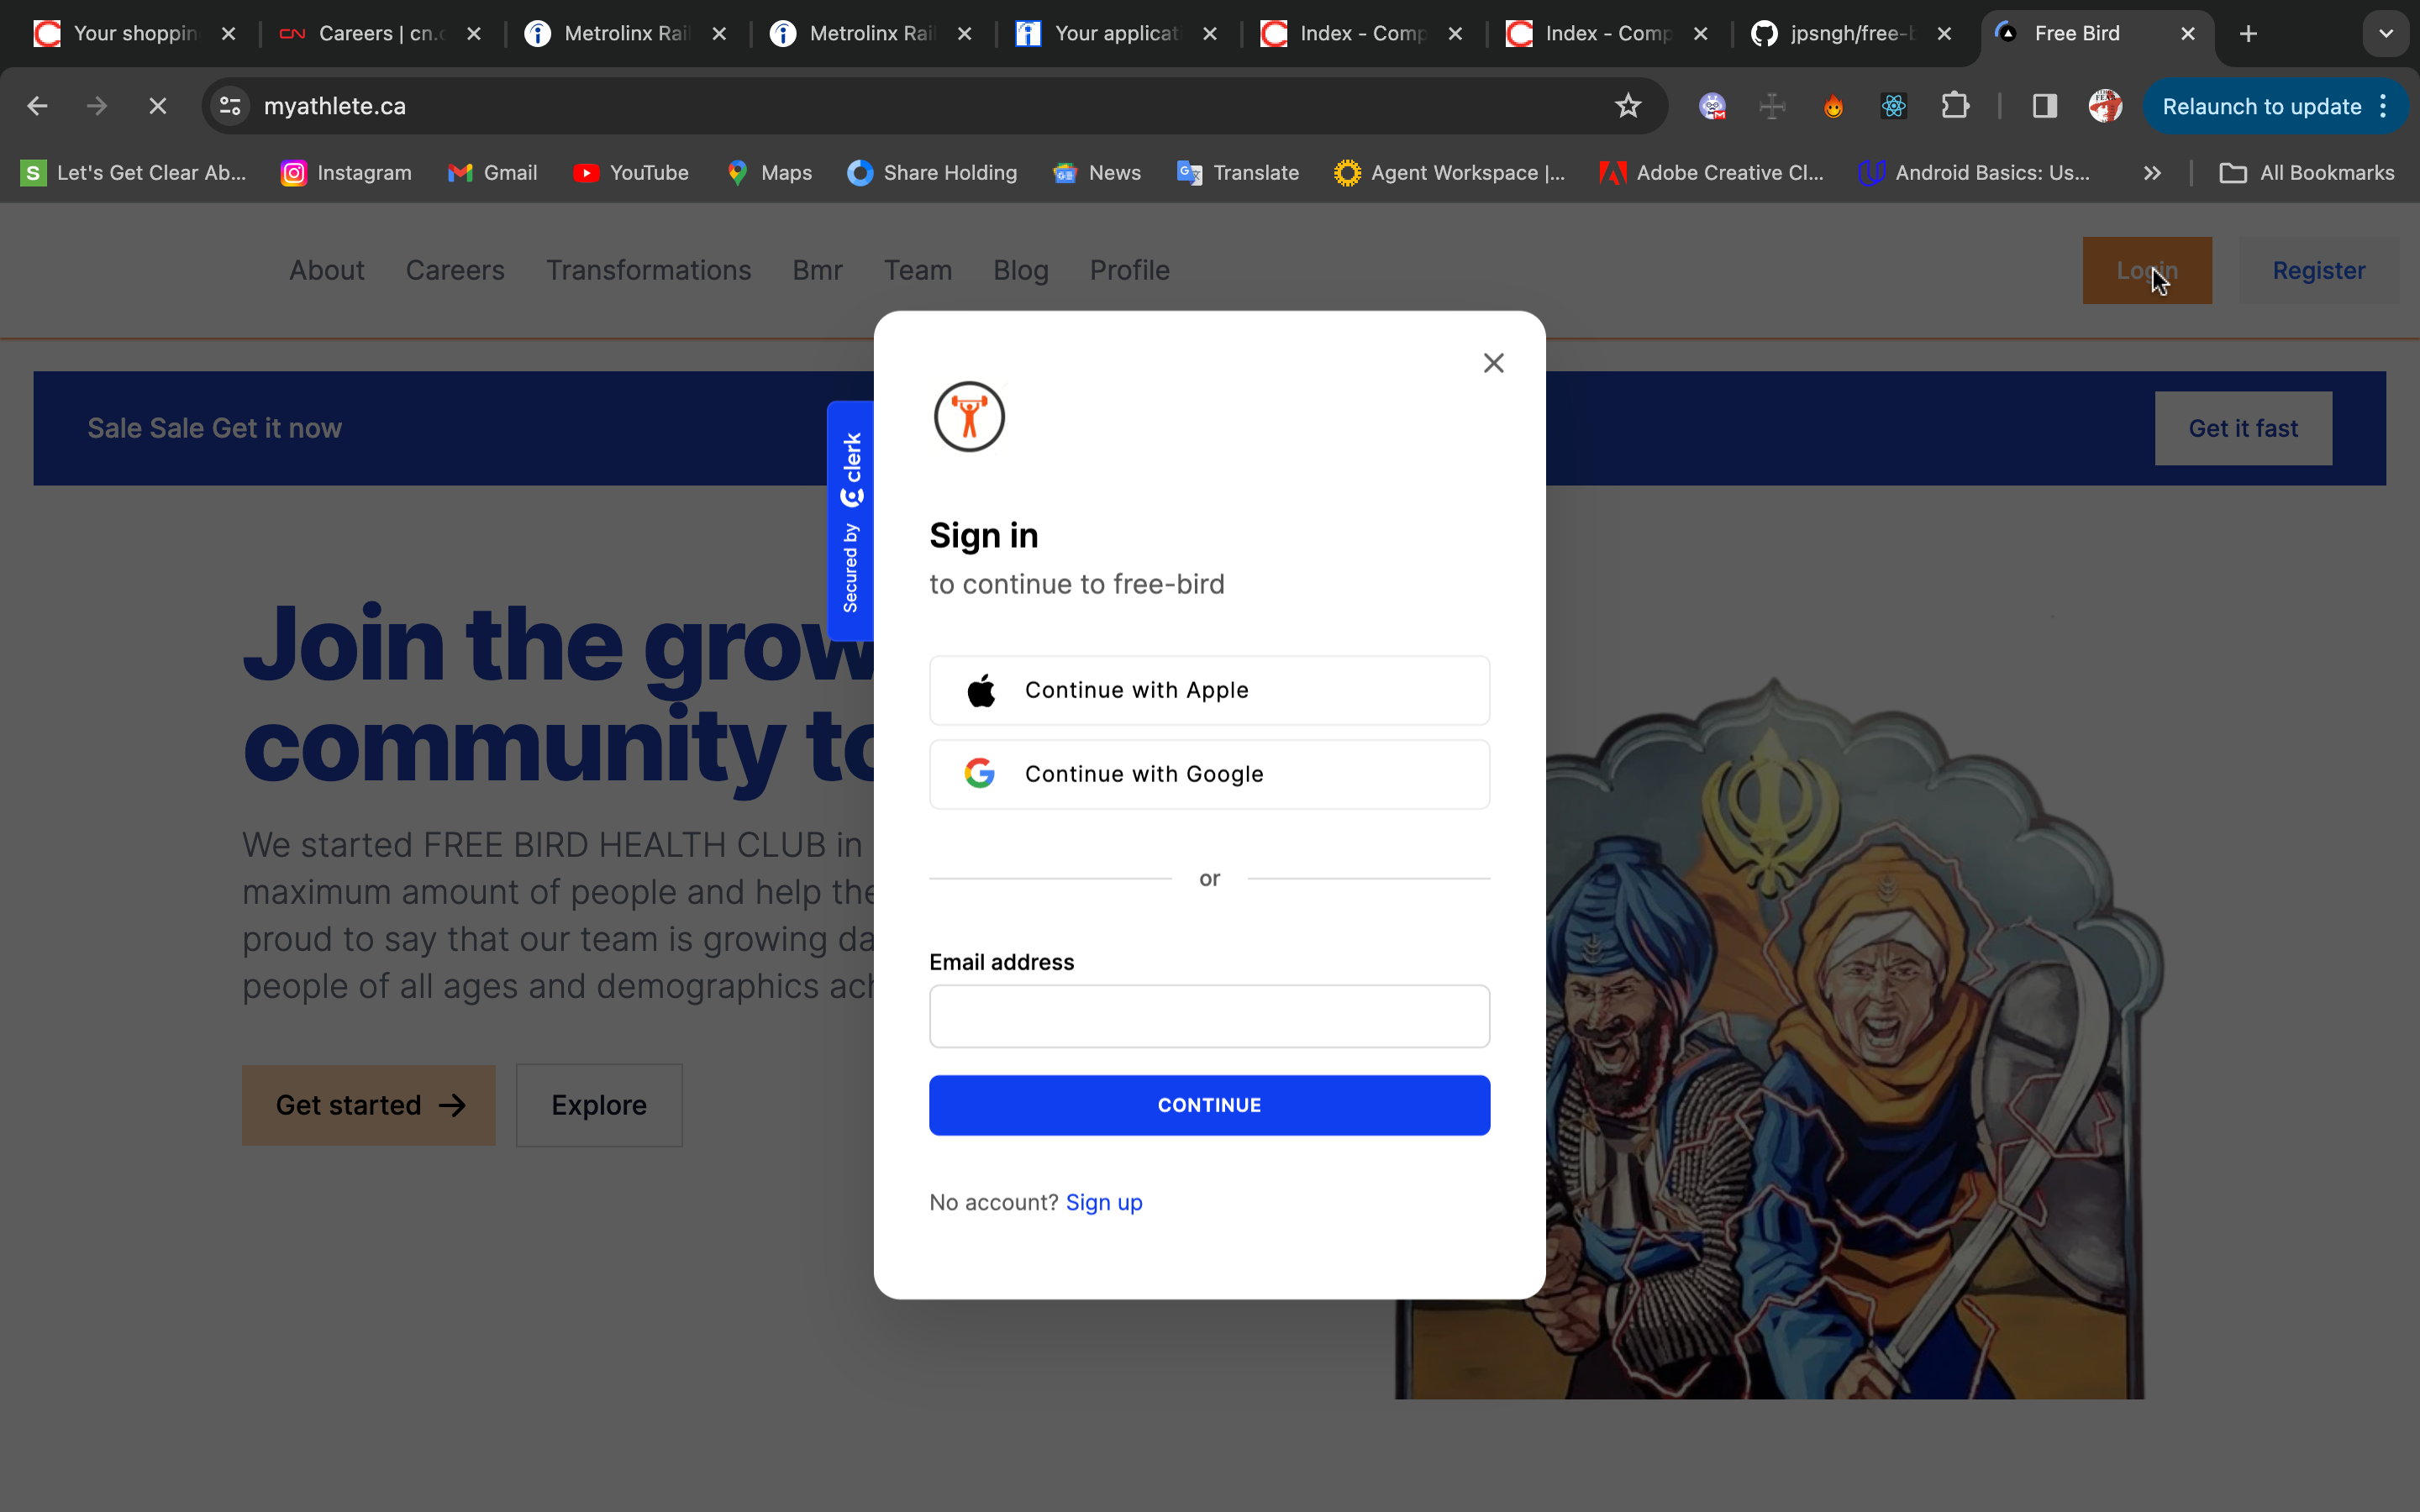 Your shoppin
CN Careers | cn.c
Metrolinx Rail
Metrolinx Rail
Your applicati
Index - Comp
Index - Comp
jpsngh/free-b
Free Bird
myathlete.ca
Relaunch to update
S Let's Get Clear Ab...
Instagram
Gmail
YouTube
Maps
Share Holding
News
Translate
Agent Workspace |...
Adobe Creative Cl...
Android Basics: Us...
All Bookmarks
About
Careers
Transformations
Bmr
Team
Blog
Profile
Login
Register
Sale Sale Get it now
Get it fast
Join the grow
community to
We started FREE BIRD HEALTH CLUB in
maximum amount of people and help the
proud to say that our team is growing da
people of all ages and demographics ach
Get started
Explore
Secured by clerk
Sign in
to continue to free-bird
Continue with Apple
Continue with Google
or
Email address
CONTINUE
No account? Sign up